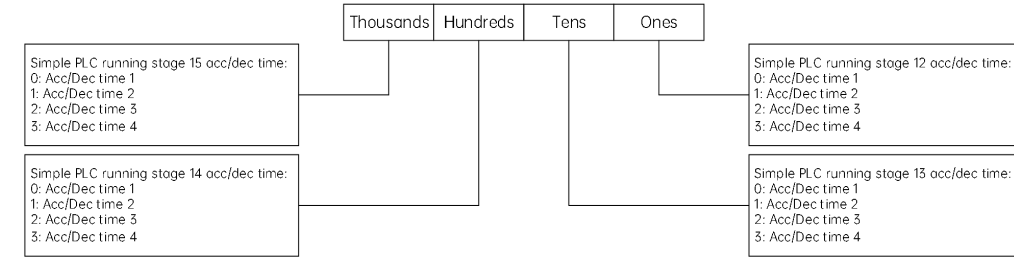 Thousands Hundreds Tens Ones
Simple PLC running stage 15 acc/dec time:
0: Acc/Dec time 1
1: Acc/Dec time 2
2: Acc/Dec time 3
3: Acc/Dec time 4
Simple PLC running stage 12 acc/dec time:
0: Acc/Dec time 1
1: Acc/Dec time 2
2: Acc/Dec time 3
3: Acc/Dec time 4
Simple PLC running stage 14 acc/dec time:
0: Acc/Dec time 1
1: Acc/Dec time 2
2: Acc/Dec time 3
3: Acc/Dec time 4
Simple PLC running stage 13 acc/dec time:
0: Acc/Dec time 1
1: Acc/Dec time 2
2: Acc/Dec time 3
3: Acc/Dec time 4